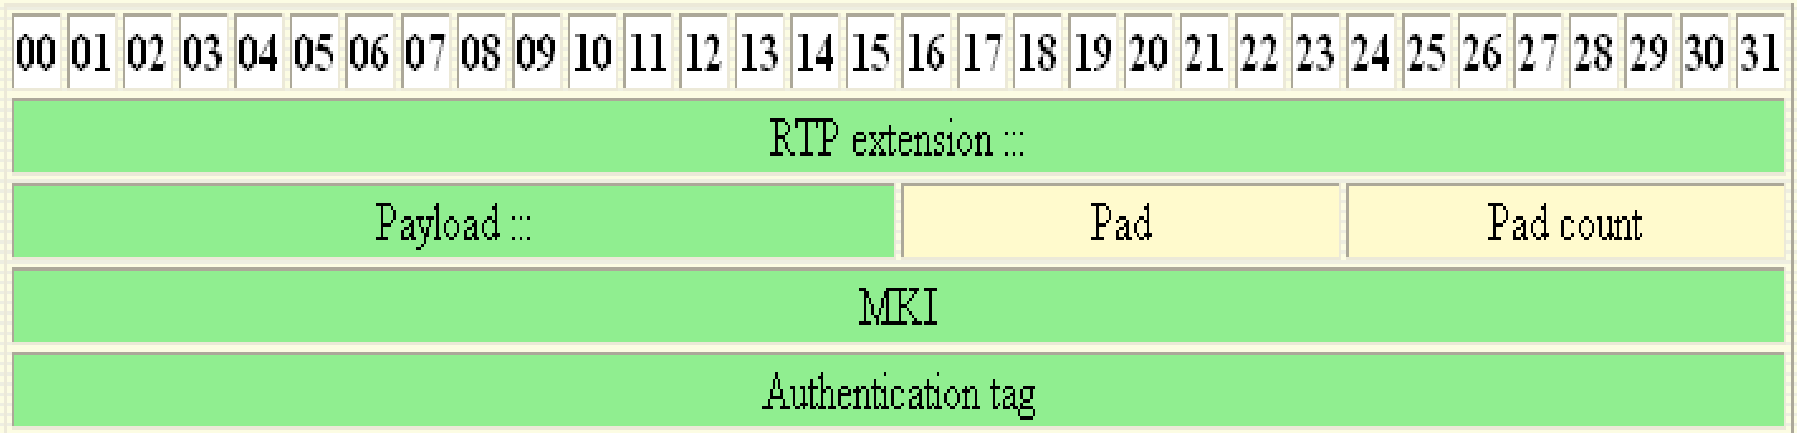 00 01 02 03 04 05 06 07 08 09 10 11 12 13 14 15 16 17 18 19 20 21 22 23 24 25 26 27 28 29 30 31
RTP extension :::
Payload ::: Pad Pad count
MKI
Authentication tag